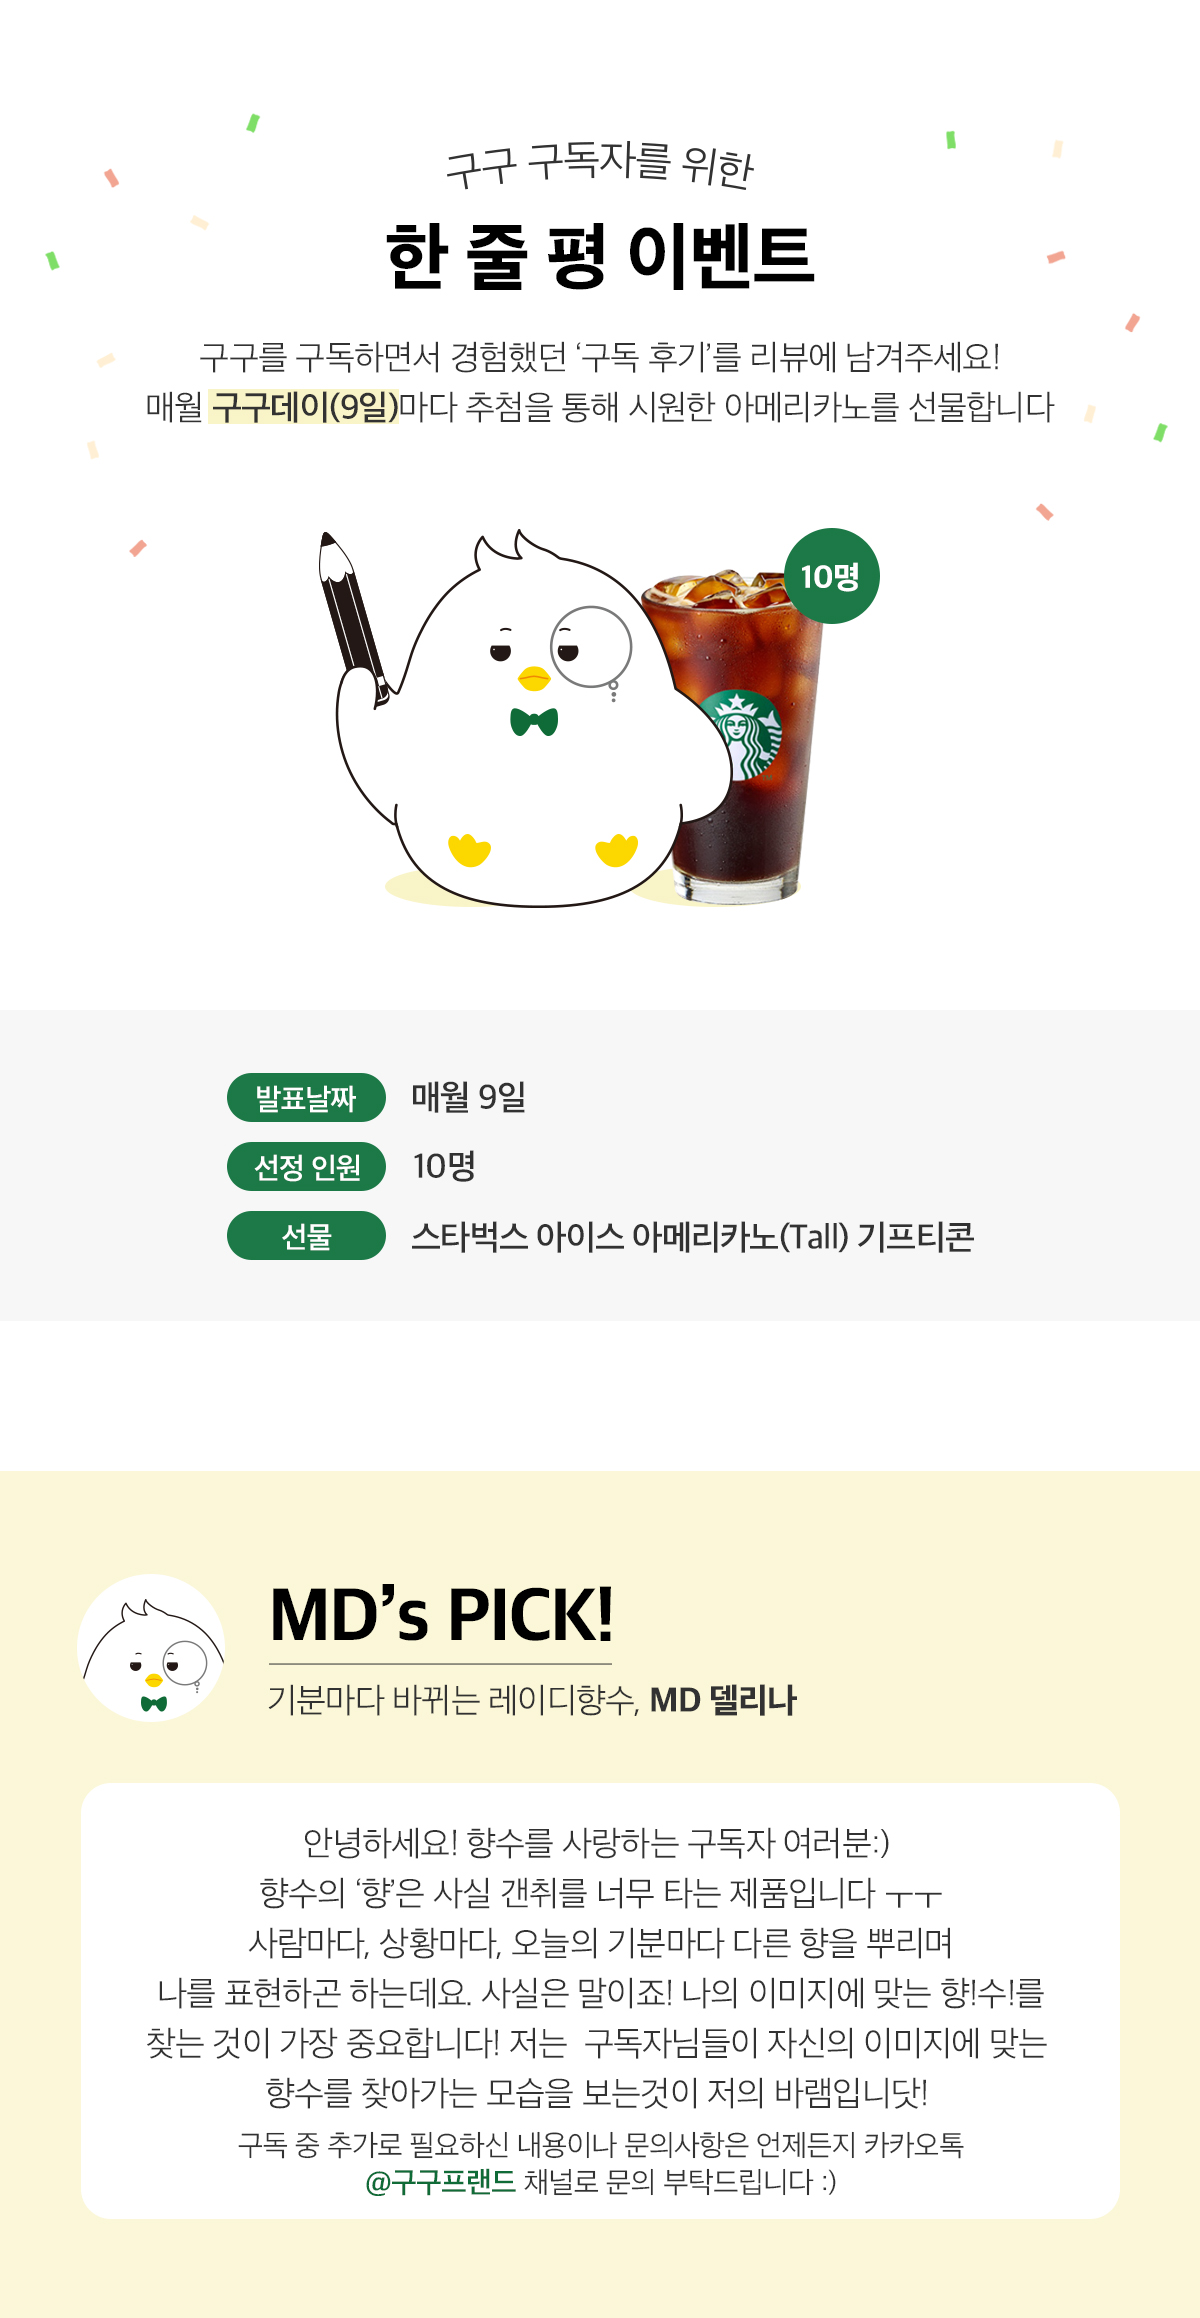 구구 구독자를 위한
한 줄 평 이벤트
구구를 구독하면서 경험했던 ‘구독 후기’를 리뷰에 남겨주세요!
매월 구구데이(9일)마다 추첨을 통해 시원한 아메리카노를 선물합니다
10명
발표날짜 매월 9일
선정 인원 10명
선물 스타벅스 아이스 아메리카노(Tall) 기프티콘
MD’s PICK!
기분마다 바뀌는 레이디향수, MD 델리나
안녕하세요! 향수를 사랑하는 구독자 여러분:)
향수의 ‘향’은 사실 갠취를 너무 타는 제품입니다 ㅜㅜ
사람마다, 상황마다, 오늘의 기분마다 다른 향을 뿌리며
나를 표현하곤 하는데요. 사실은 말이죠! 나의 이미지에 맞는 향!수!를
찾는 것이 가장 중요합니다! 저는 구독자님들이 자신의 이미지에 맞는
향수를 찾아가는 모습을 보는것이 저의 바램입니닷!
구독 중 추가로 필요하신 내용이나 문의사항은 언제든지 카카오톡
@구구프랜드 채널로 문의 부탁드립니다 :)